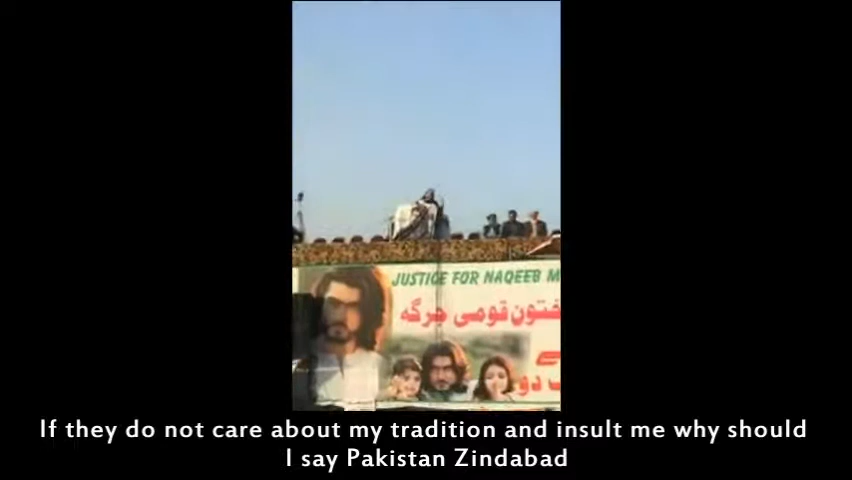 JUSTICE FOR NAQEEB M
ختون قومی جرگه
If they do not care about my tradition and insult me why should
I say Pakistan Zindabad